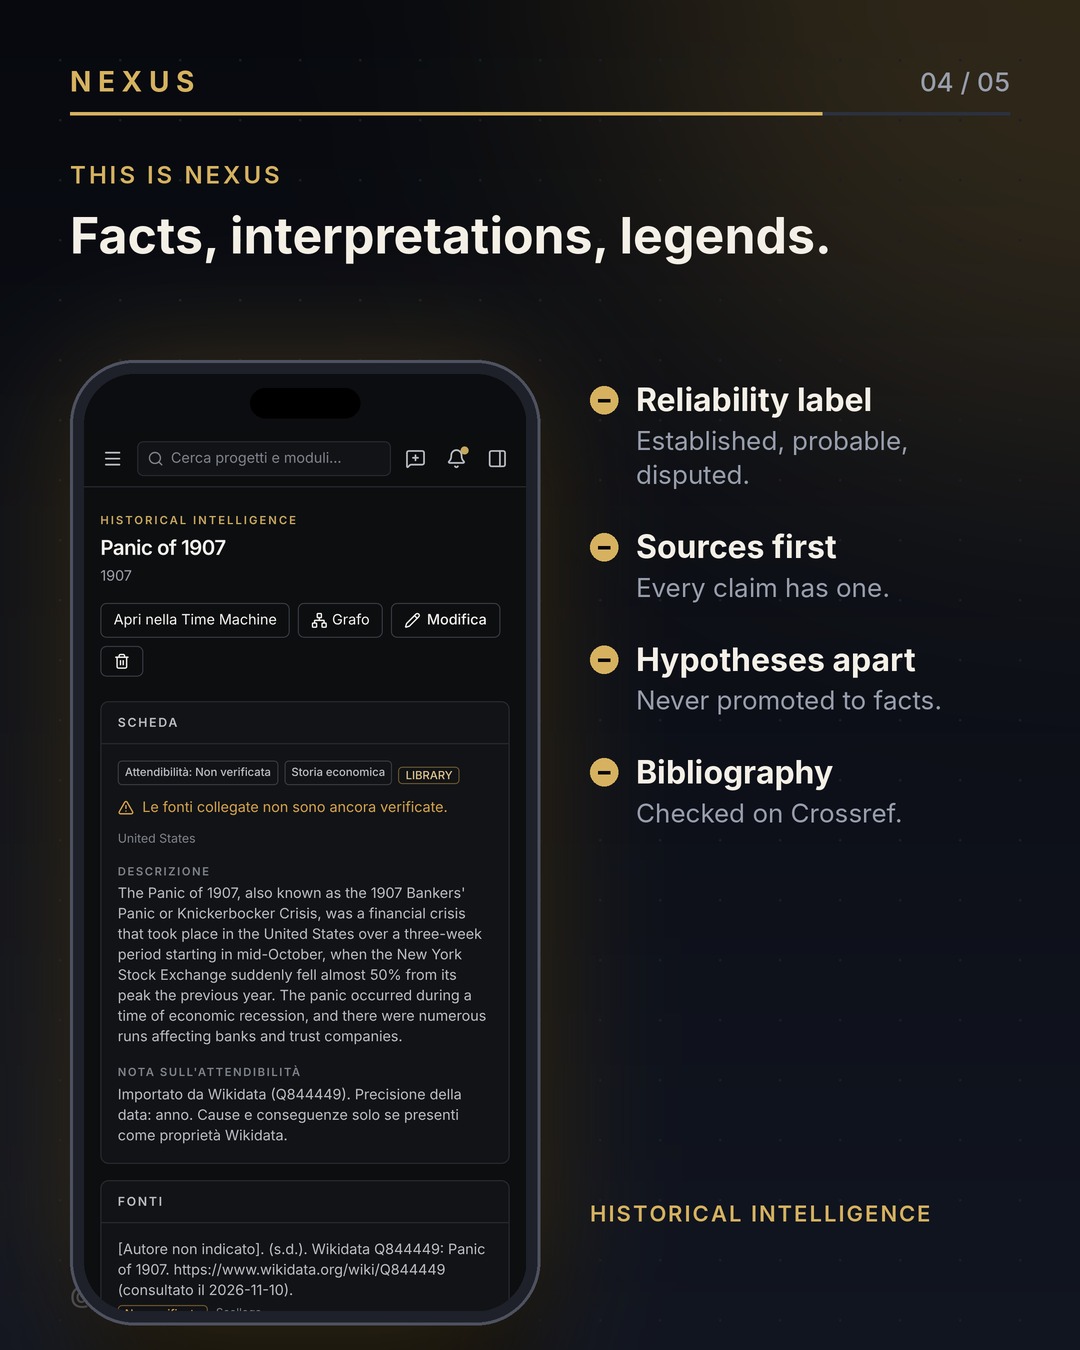 NEXUS
04 / 05
THIS IS NEXUS
Facts, interpretations, legends.
Cerca progetti e moduli...
HISTORICAL INTELLIGENCE
Panic of 1907
1907
Apri nella Time Machine
Grafo
Modifica
SCHEDA
Attendibilità: Non verificata
Storia economica
LIBRARY
Le fonti collegate non sono ancora verificate.
United States
DESCRIZIONE
The Panic of 1907, also known as the 1907 Bankers'
Panic or Knickerbocker Crisis, was a financial crisis
that took place in the United States over a three-week
period starting in mid-October, when the New York
Stock Exchange suddenly fell almost 50% from its
peak the previous year. The panic occurred during a
time of economic recession, and there were numerous
runs affecting banks and trust companies.
NOTA SULL'ATTENDIBILITÀ
Importato da Wikidata (Q844449). Precisione della
data: anno. Cause e conseguenze solo se presenti
come proprietà Wikidata.
FONTI
[Autore non indicato]. (s.d.). Wikidata Q844449: Panic
of 1907. https://www.wikidata.org/wiki/Q844449
(consultato il 2026-11-10).
Reliability label
Established, probable,
disputed.
Sources first
Every claim has one.
Hypotheses apart
Never promoted to facts.
Bibliography
Checked on Crossref.
HISTORICAL INTELLIGENCE